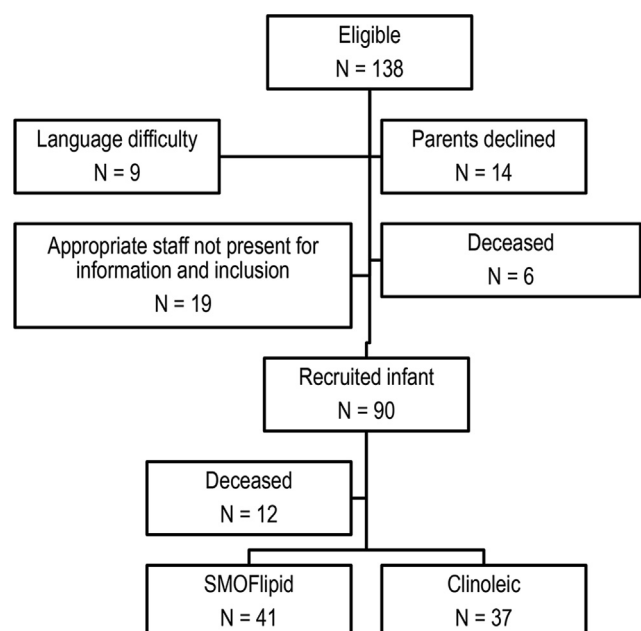 Eligible
N = 138
Language difficulty
N = 9
Parents declined
N = 14
Appropriate staff not present for
information and inclusion
N = 19
Deceased
N = 6
Recruited infant
N = 90
Deceased
N = 12
SMOFlipid
N = 41
Clinoleic
N = 37